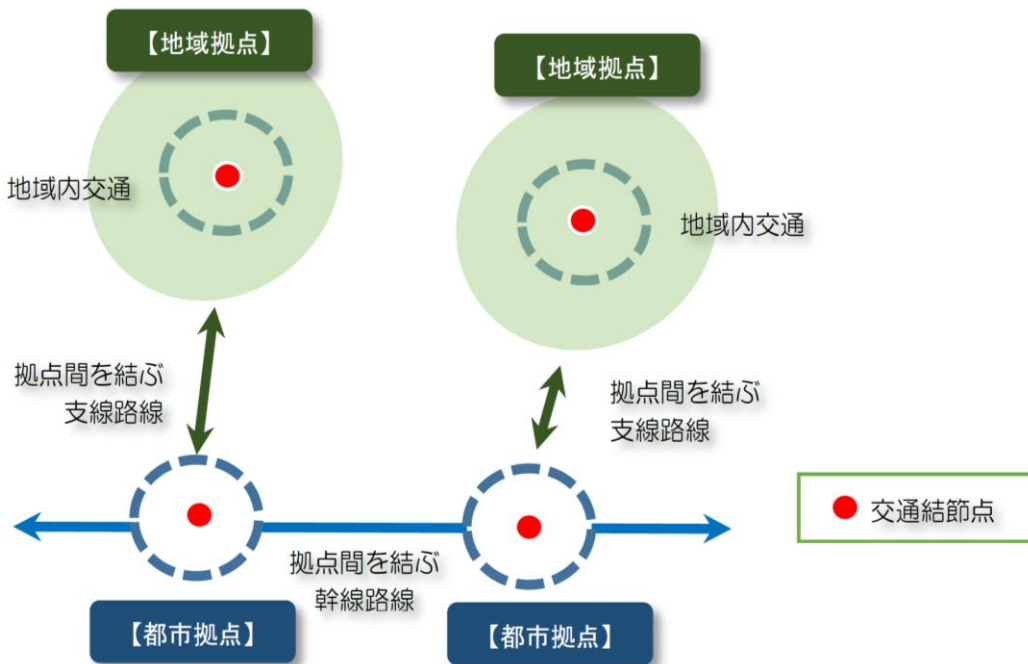 【地域拠点】
【地域拠点】
地域内交通
地域内交通
拠点間を結ぶ
支線路線
拠点間を結ぶ
支線路線
交通結節点
拠点間を結ぶ
幹線路線
【都市拠点】
【都市拠点】